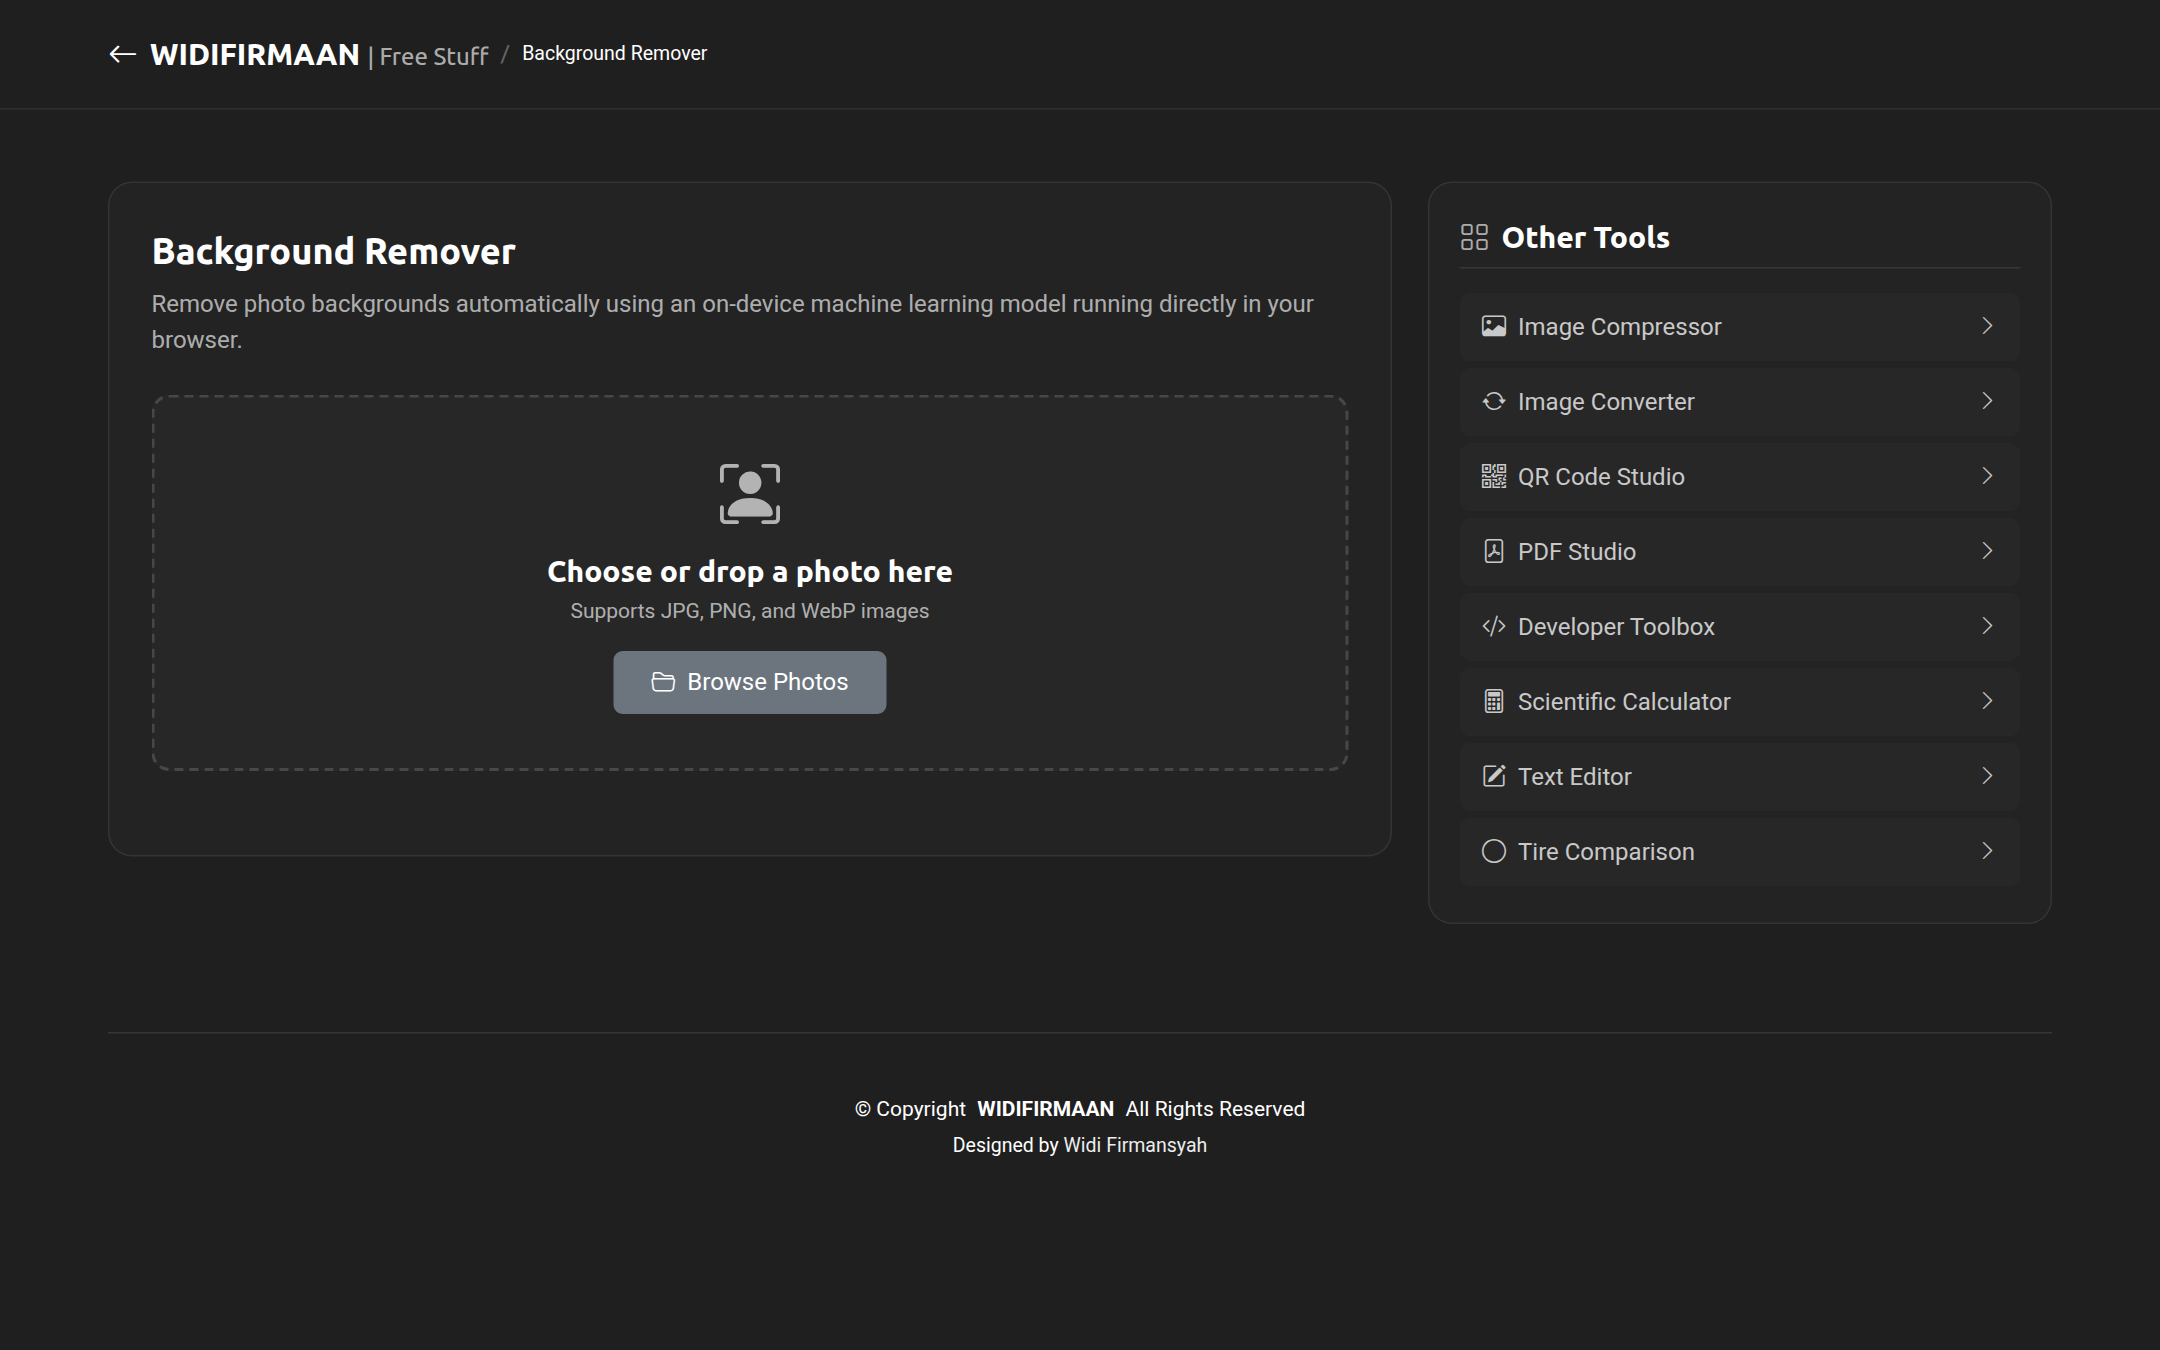 WIDIFIRMAAN | Free Stuff / Background Remover
Background Remover
Remove photo backgrounds automatically using an on-device machine learning model running directly in your
browser.
Choose or drop a photo here
Supports JPG, PNG, and WebP images
Browse Photos
Other Tools
Image Compressor
Image Converter
QR Code Studio
PDF Studio
Developer Toolbox
Scientific Calculator
Text Editor
Tire Comparison
© Copyright WIDIFIRMAAN All Rights Reserved
Designed by Widi Firmansyah